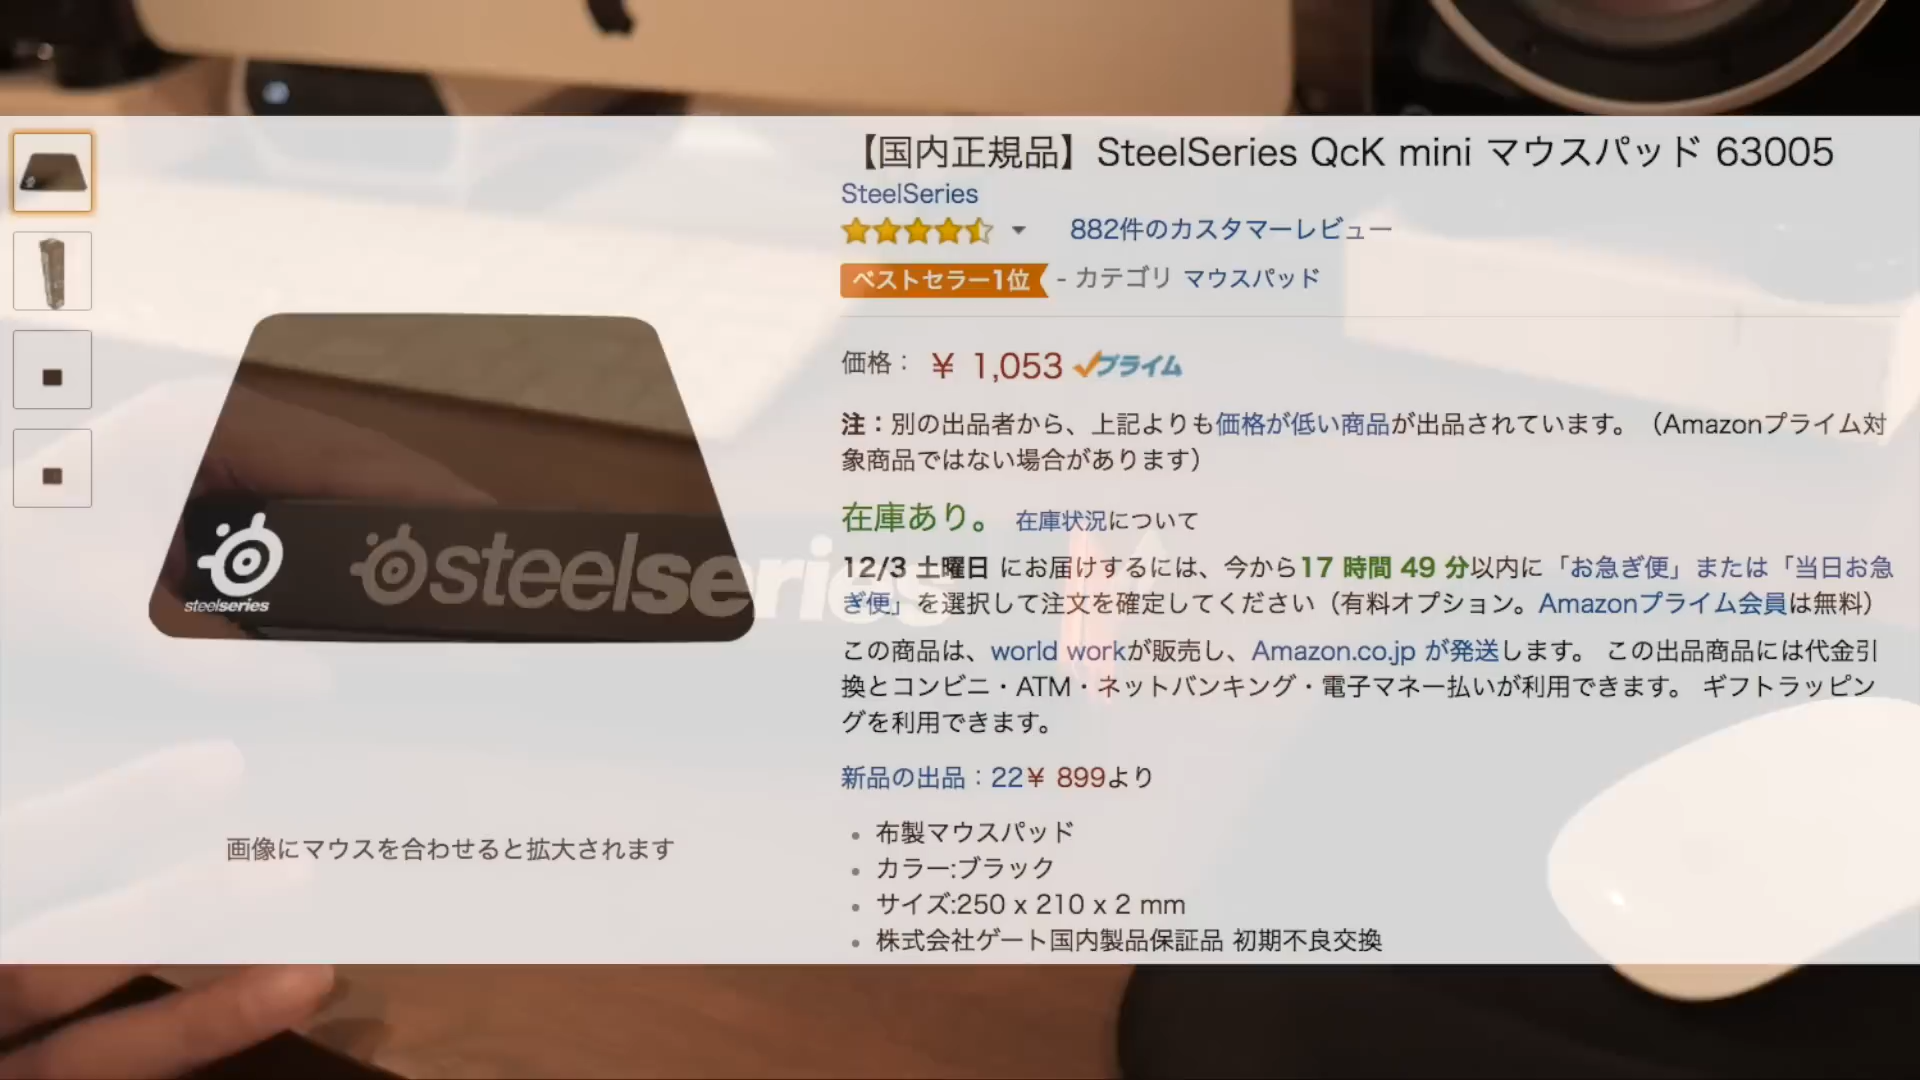 【国内正規品】SteelSeries QcK mini マウスパッド 63005
SteelSeries
882件のカスタマーレビュー
ベストセラー1位 - カテゴリ マウスパッド
価格： ￥ 1,053 プライム
注：別の出品者から、上記よりも価格が低い商品が出品されています。（Amazonプライム対
象商品ではない場合があります）
在庫あり。 在庫状況について
12/3 土曜日 にお届けするには、今から17 時間 49 分以内に「お急ぎ便」または「当日お急
ぎ便」を選択して注文を確定してください（有料オプション。Amazonプライム会員は無料）
この商品は、world workが販売し、Amazon.co.jp が発送します。 この出品商品には代金引
換とコンビニ・ATM・ネットバンキング・電子マネー払いが利用できます。 ギフトラッピン
グを利用できます。
新品の出品：22￥ 899より
布製マウスパッド
カラー:ブラック
サイズ:250 x 210 x 2 mm
株式会社ゲート国内製品保証品 初期不良交換
steelseries
steelseries
画像にマウスを合わせると拡大されます